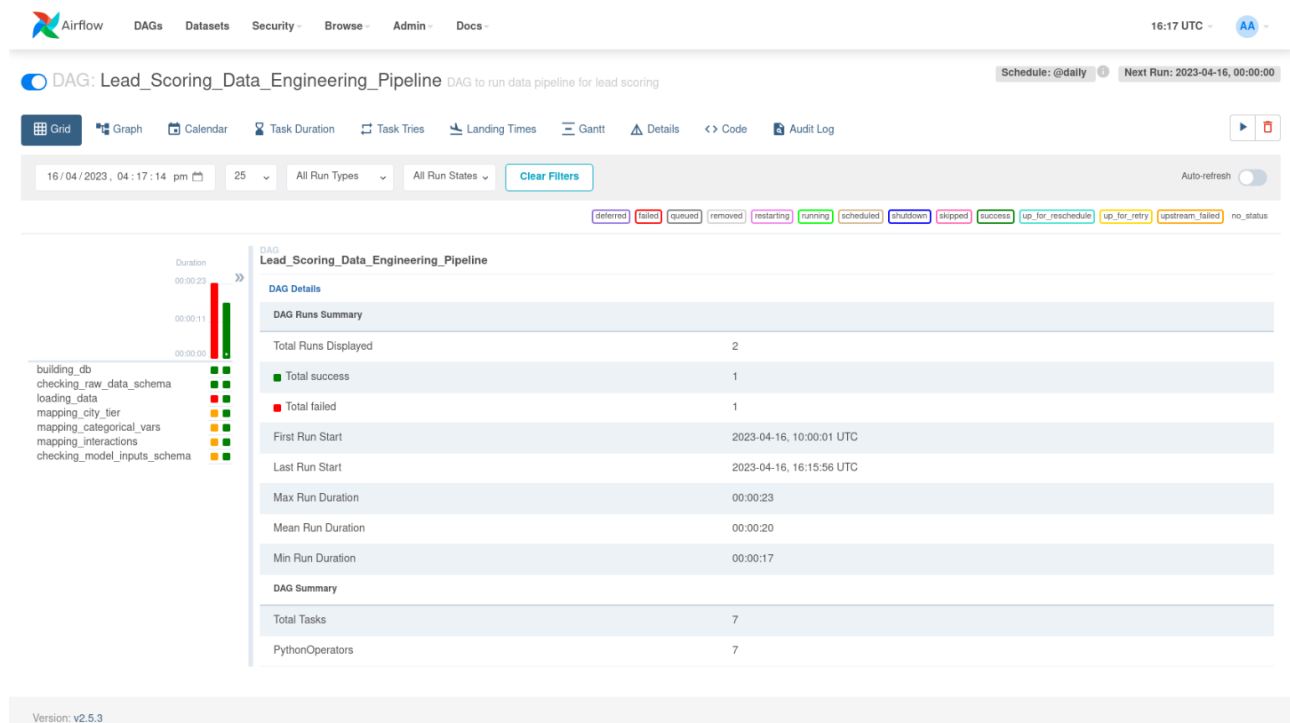 Airflow DAGs Datasets Security Browse Admin Docs 16:17 UTC AA
DAG: Lead_Scoring_Data_Engineering_Pipeline DAG to run data pipeline for lead scoring Schedule: @daily Next Run: 2023-04-16, 00:00:00
Grid Graph Calendar Task Duration Task Tries Landing Times Gantt Details Code Audit Log
16/04/2023, 04:17:14 pm 25 All Run Types All Run States Clear Filters Auto-refresh
deferred failed queued removed restarting running scheduled shutdown skipped success up_for_reschedule up_for_retry upstream_failed no_status
Duration
00:00:23
00:00:11
00:00:00
building_db
checking_raw_data_schema
loading_data
mapping_city_tier
mapping_categorical_vars
mapping_interactions
checking_model_inputs_schema
DAG
Lead_Scoring_Data_Engineering_Pipeline
DAG Details
DAG Runs Summary
Total Runs Displayed 2
Total success 1
Total failed 1
First Run Start 2023-04-16, 10:00:01 UTC
Last Run Start 2023-04-16, 16:15:56 UTC
Max Run Duration 00:00:23
Mean Run Duration 00:00:20
Min Run Duration 00:00:17
DAG Summary
Total Tasks 7
PythonOperators 7
Version: v2.5.3